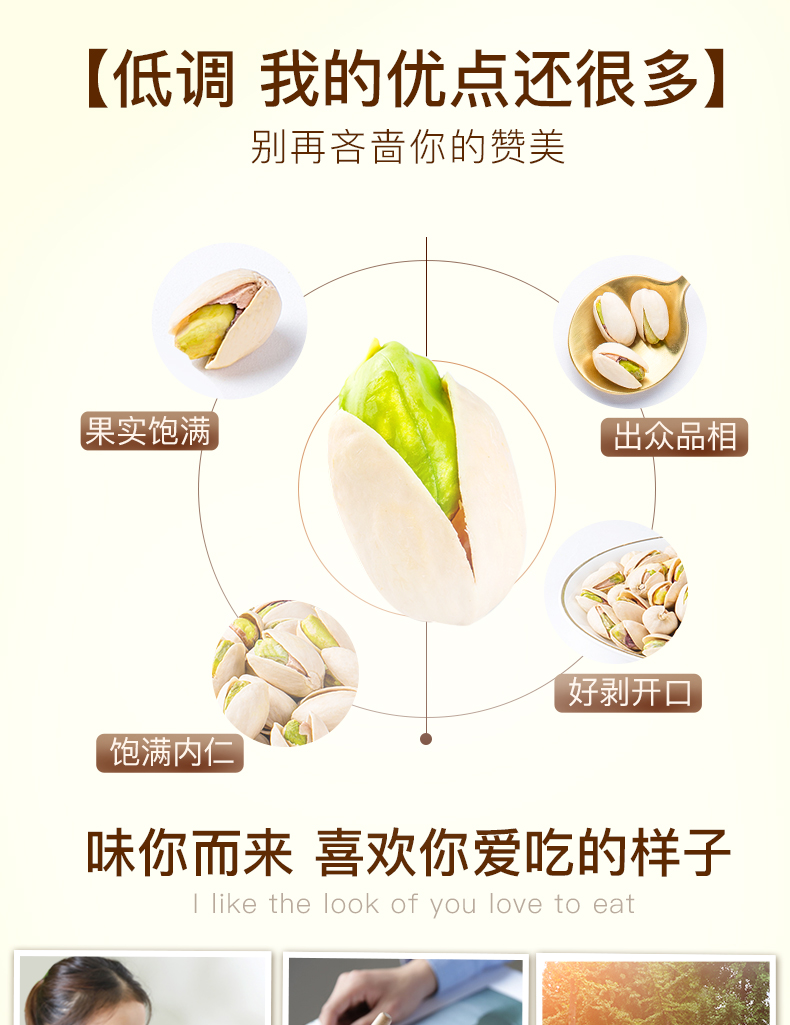 【低调 我的优点还很多】
别再吝啬你的赞美
果实饱满
出众品相
好剥开口
饱满内仁
味你而来 喜欢你爱吃的样子
I like the look of you love to eat